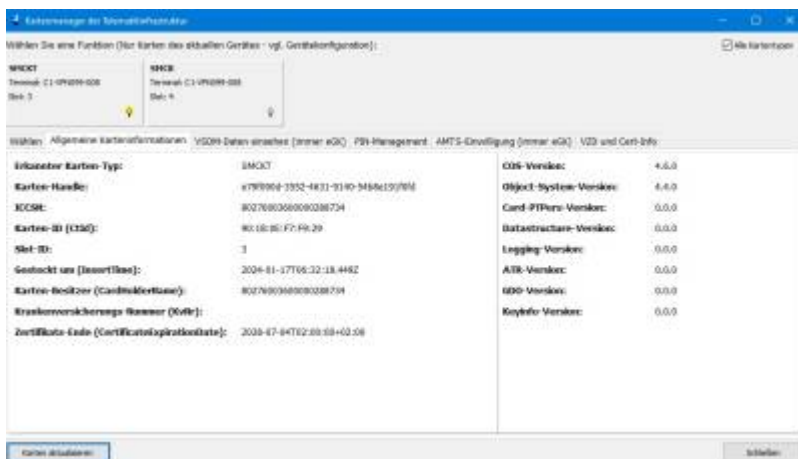 Kartenmanager der Telematikinfrastruktur
Wählen Sie eine Funktion (Nur Karten des aktuellen Gerätes - vgl. Gerätekonfiguration):
Alle Kartentypen
SMCKT
Terminal:
Slot: 3
SMCB
Terminal:
Slot: 4
Wählen
Allgemeine Karteninformationen
VSDM-Daten einsehen (immer eGK)
PIN-Management
AMTS-Einwilligung (immer eGK)
VZD und Cert-Info
Erkannter Karten-Typ: SMCKT
Karten-Handle:
ICCSN:
Karten-ID (CtId):
Slot-ID: 3
Gesteckt um (InsertTime):
Karten-Besitzer (CardHolderName):
Krankenversicherungs-Nummer (KvNr):
Zertifikats-Ende (CertificateExpirationDate):
COS-Version: 4.6.0
Object-System-Version: 4.4.0
Card-PTPers-Version: 0.0.0
Datastructure-Version: 0.0.0
Logging-Version: 0.0.0
ATR-Version: 0.0.0
GDO-Version: 0.0.0
KeyInfo-Version: 0.0.0
Karten aktualisieren
Schließen